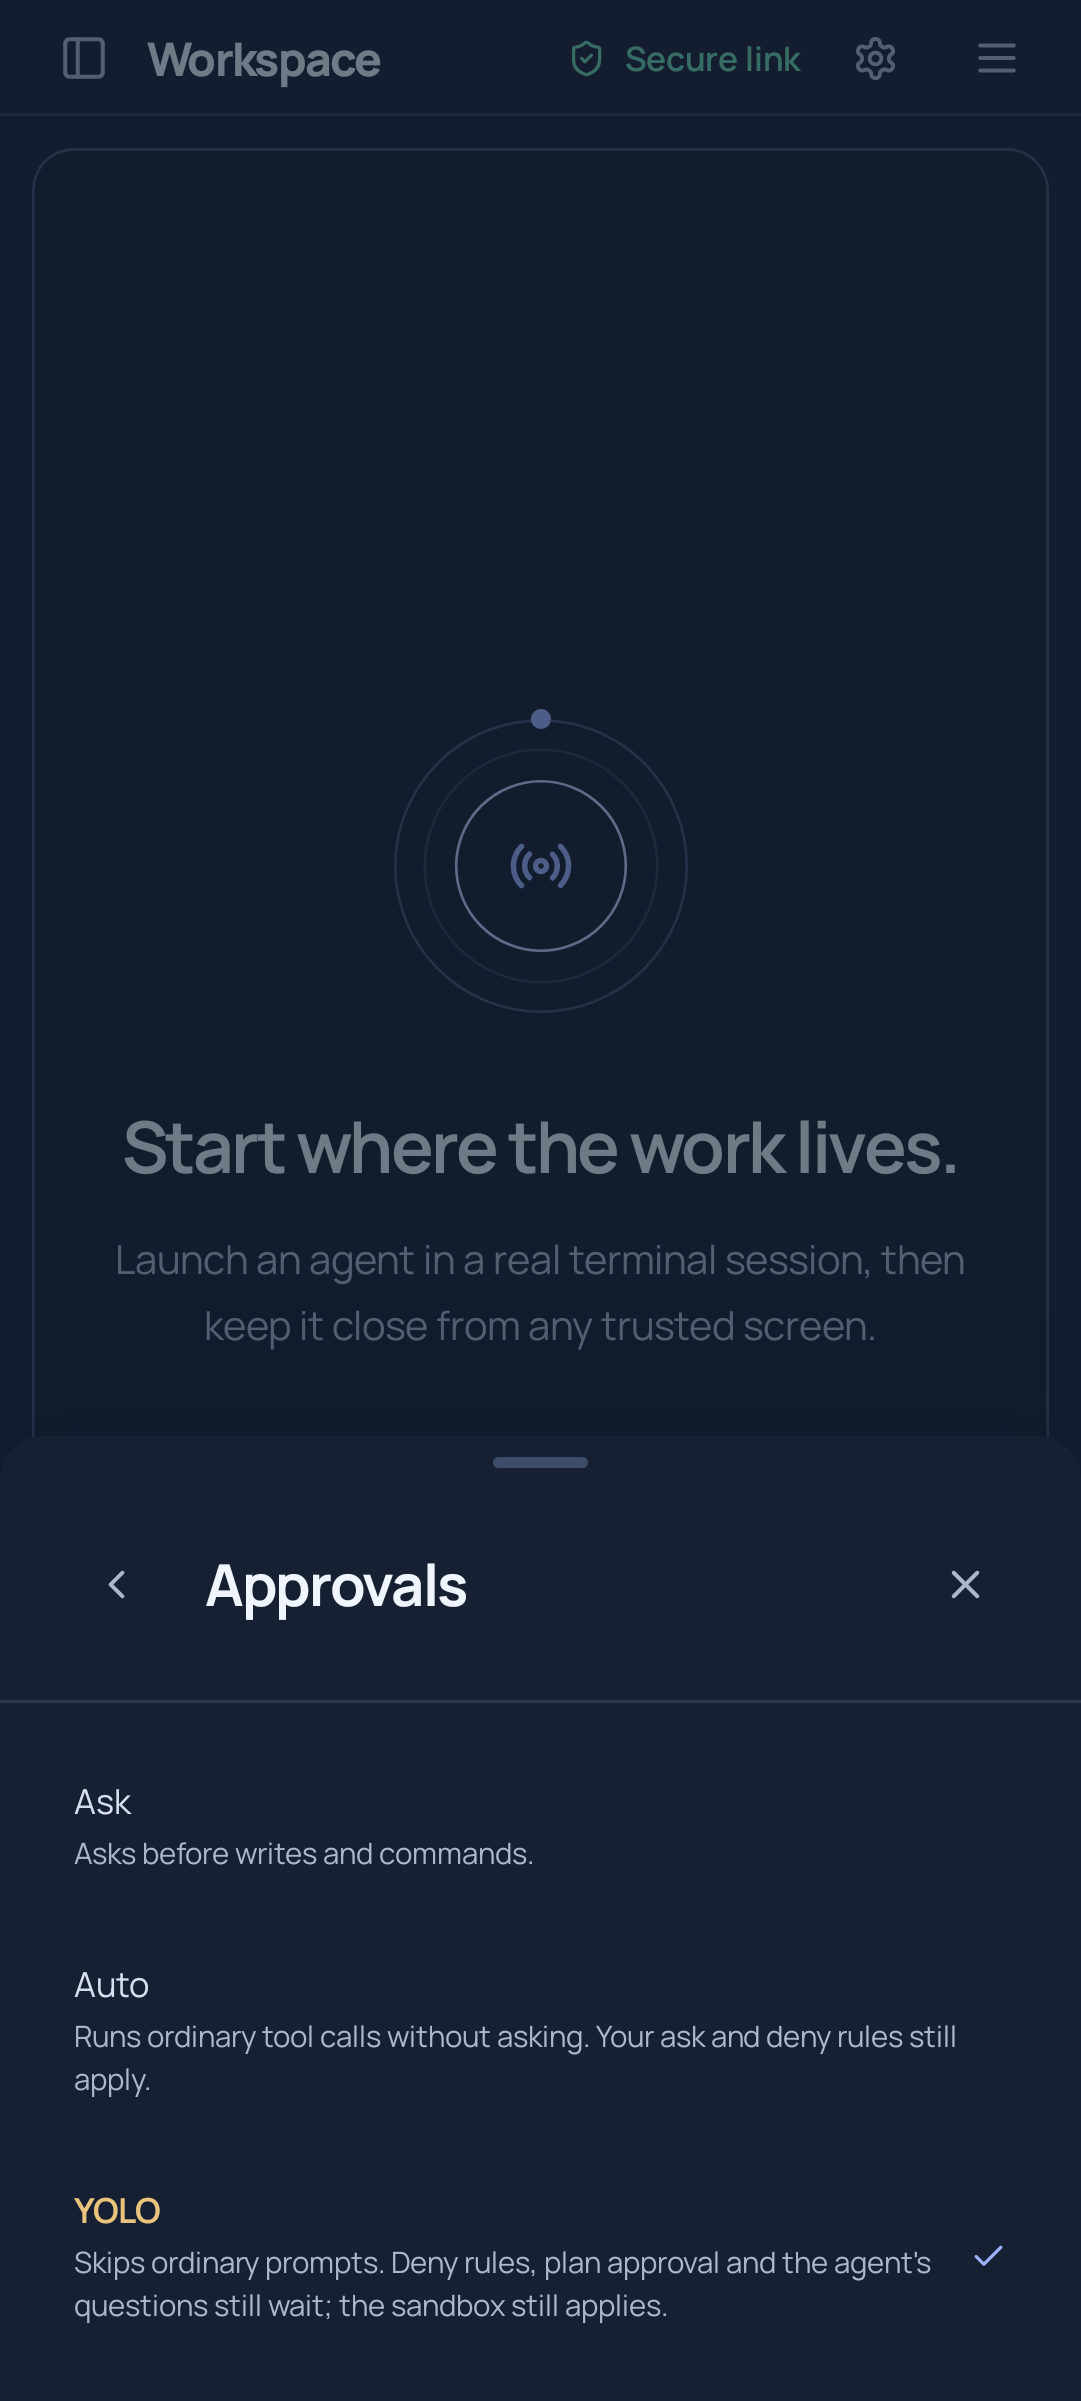 Workspace
Secure link
Start where the work lives.
Launch an agent in a real terminal session, then
keep it close from any trusted screen.
Approvals
Ask
Asks before writes and commands.
Auto
Runs ordinary tool calls without asking. Your ask and deny rules still
apply.
YOLO
Skips ordinary prompts. Deny rules, plan approval and the agent's
questions still wait; the sandbox still applies.